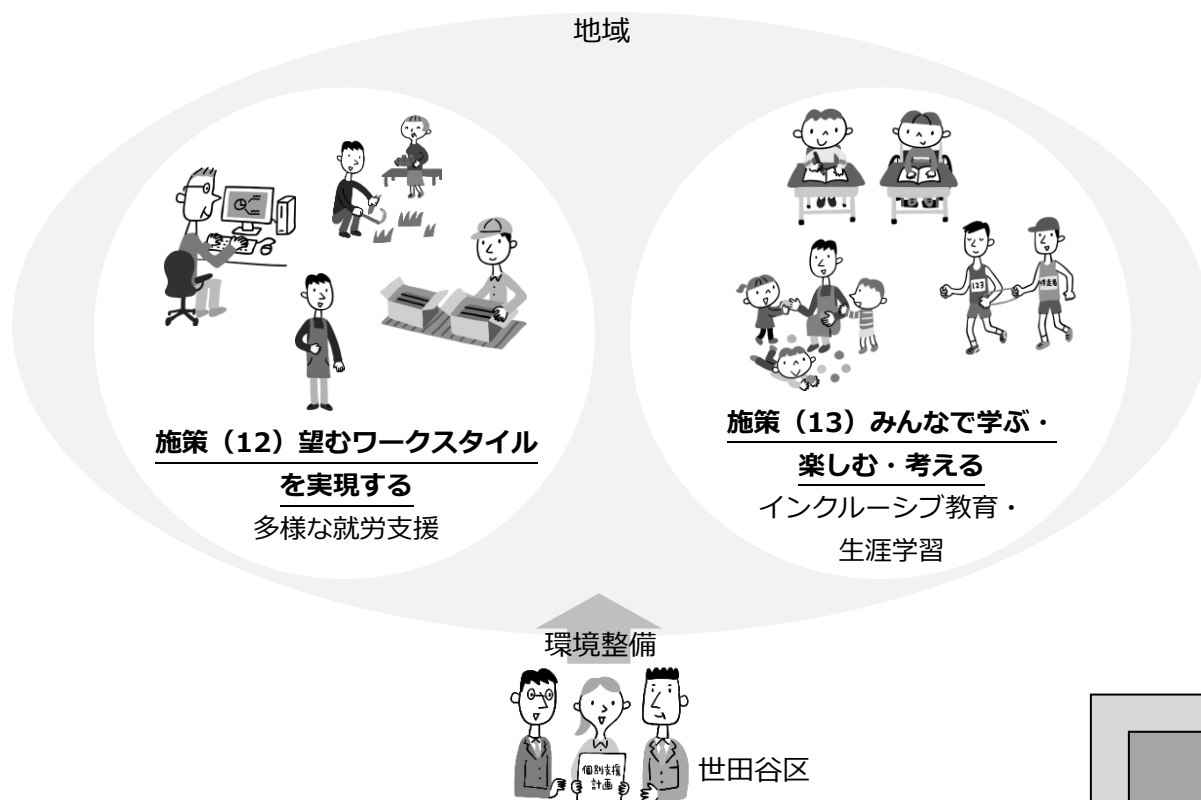 地域
123
伴走者
施策（12）望むワークスタイル
を実現する
多様な就労支援
施策（13）みんなで学ぶ・
楽しむ・考える
インクルーシブ教育・
生涯学習
環境整備
個別支援
計画
世田谷区